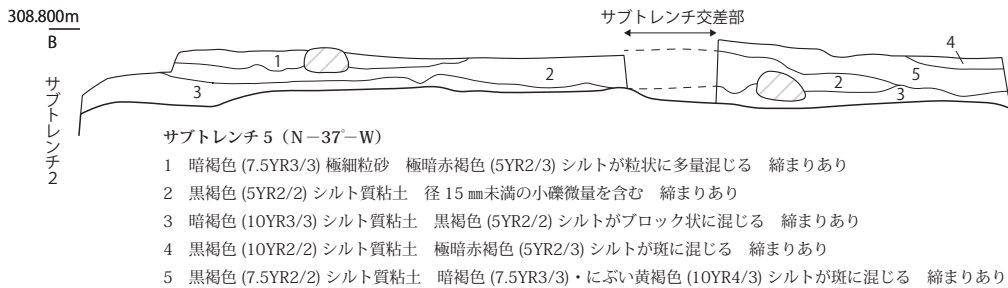 308.800m
B
サブトレンチ2
サブトレンチ交差部
1
2
3
4
5
2
3
サブトレンチ 5（N−37°−W）
1 暗褐色 (7.5YR3/3) 極細粒砂 極暗赤褐色 (5YR2/3) シルトが粒状に多量混じる 締まりあり
2 黒褐色 (5YR2/2) シルト質粘土 径 15 ㎜未満の小礫微量を含む 締まりあり
3 暗褐色 (10YR3/3) シルト質粘土 黒褐色 (5YR2/2) シルトがブロック状に混じる 締まりあり
4 黒褐色 (10YR2/2) シルト質粘土 極暗赤褐色 (5YR2/3) シルトが斑に混じる 締まりあり
5 黒褐色 (7.5YR2/2) シルト質粘土 暗褐色 (7.5YR3/3)・にぶい黄褐色 (10YR4/3) シルトが斑に混じる 締まりあり